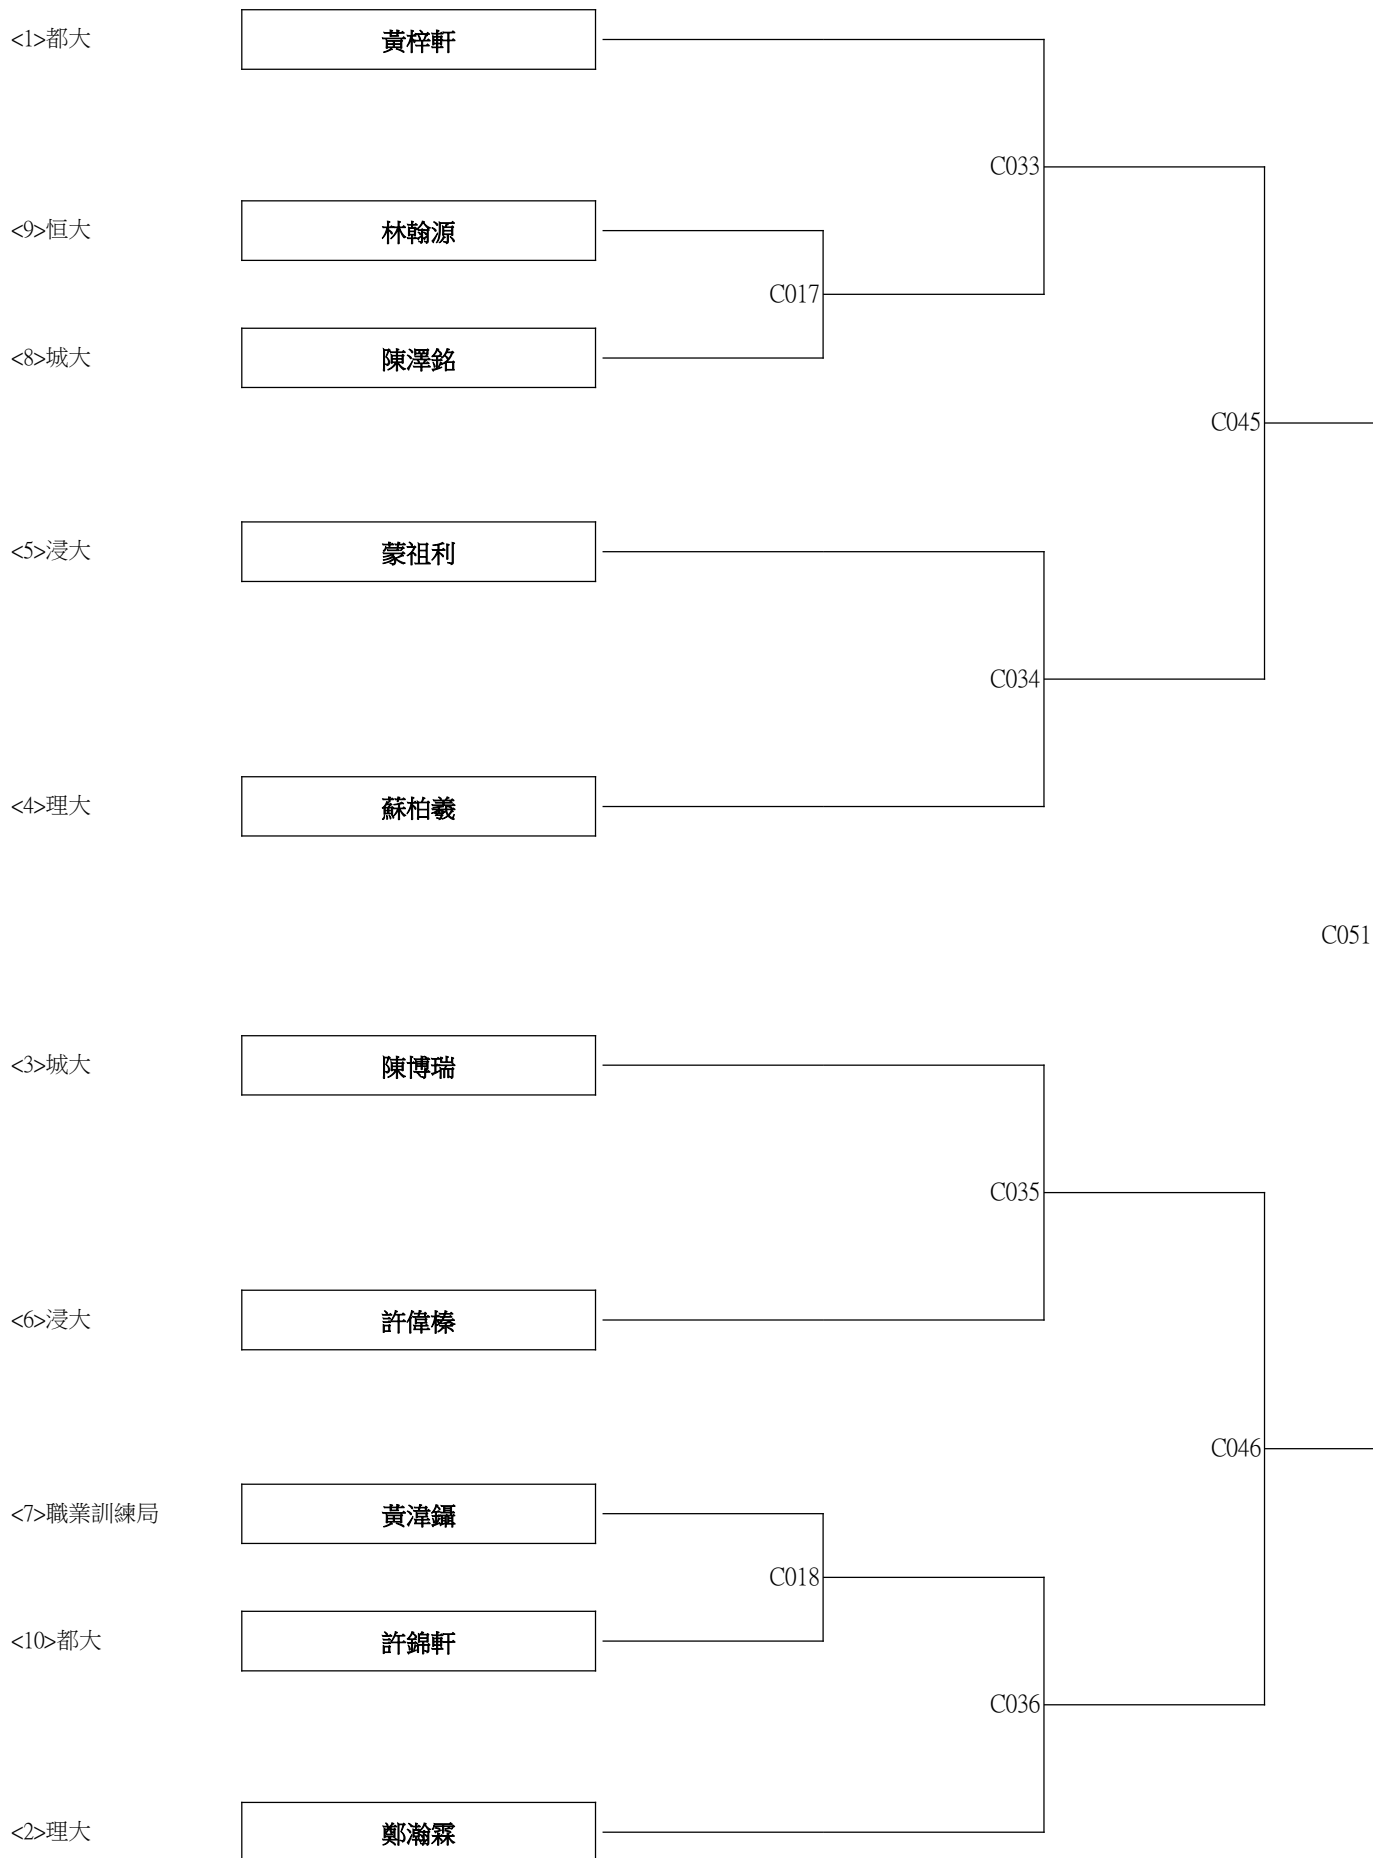 <1>都大 黃梓軒
C033
<9>恒大 林翰源
C017
<8>城大 陳澤銘
C045
<5>浸大 蒙祖利
C034
<4>理大 蘇柏羲
C051
<3>城大 陳博瑞
C035
<6>浸大 許偉榛
C046
<7>職業訓練局 黃湋鑷
C018
<10>都大 許錦軒
C036
<2>理大 鄭瀚霖